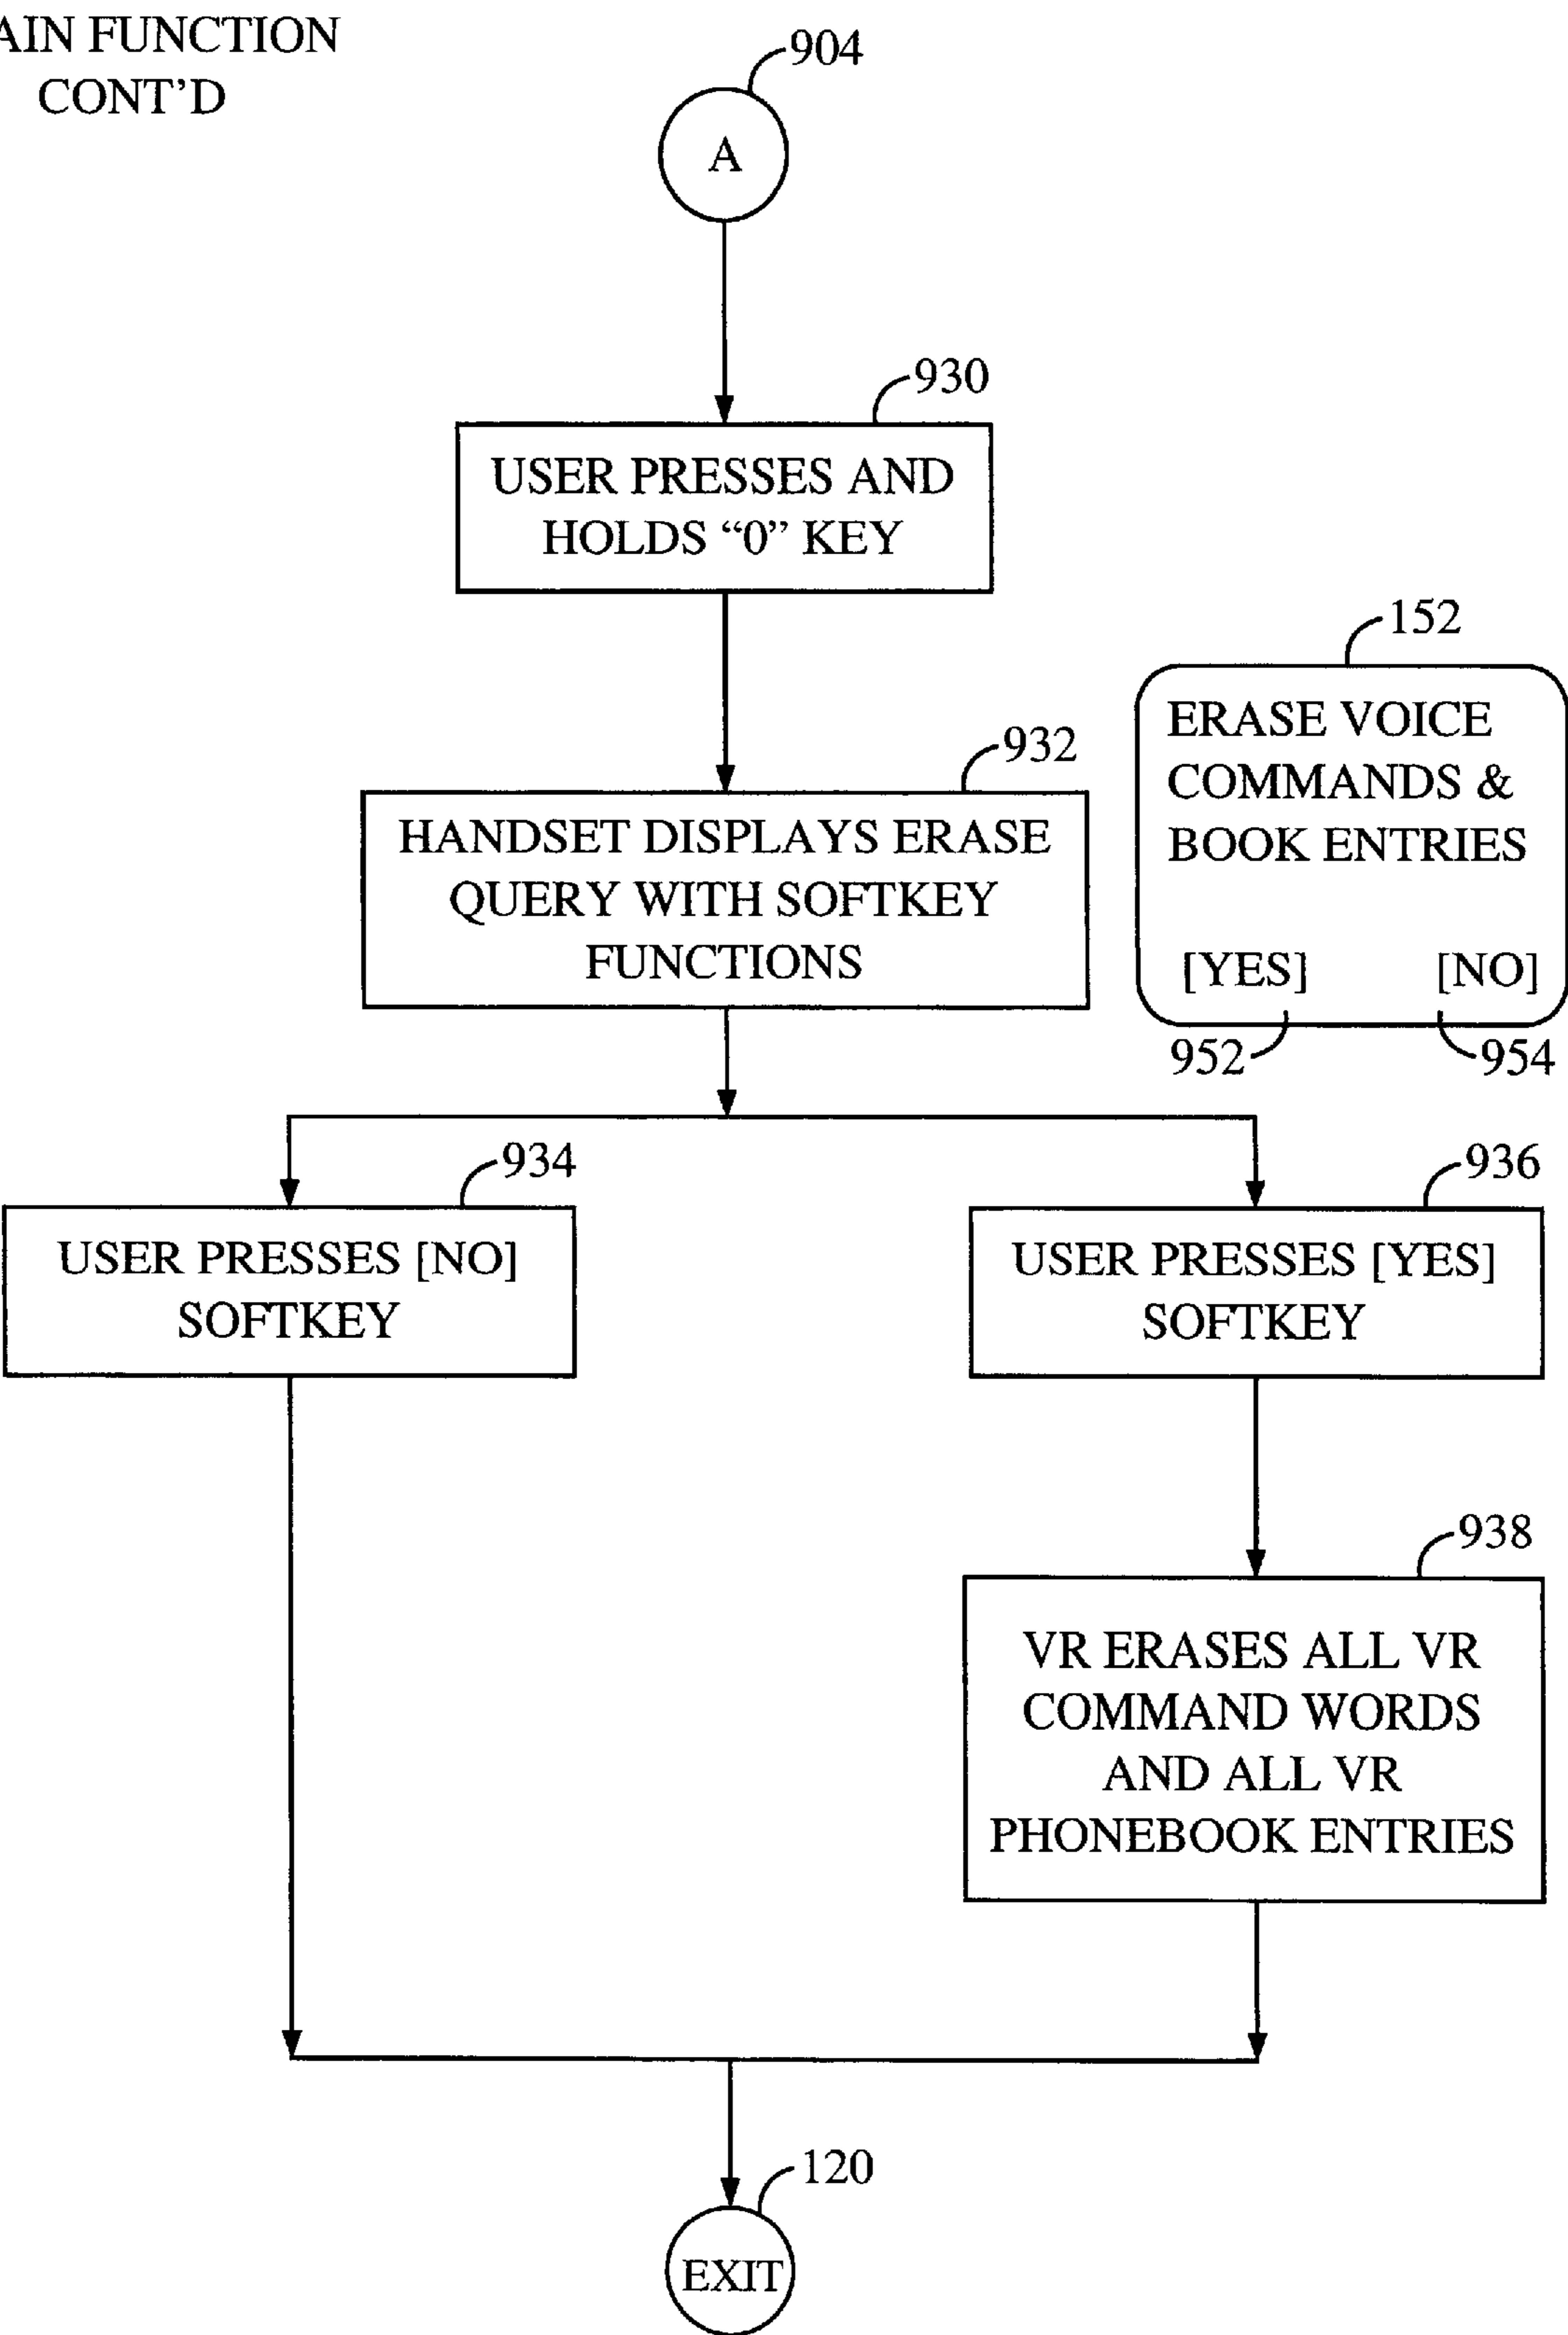 AIN FUNCTION
CONT'D
904
A
930
USER PRESSES AND
HOLDS “0” KEY
152
ERASE VOICE
COMMANDS &
BOOK ENTRIES
[YES] [NO]
952 954
932
HANDSET DISPLAYS ERASE
QUERY WITH SOFTKEY
FUNCTIONS
934
USER PRESSES [NO]
SOFTKEY
936
USER PRESSES [YES]
SOFTKEY
938
VR ERASES ALL VR
COMMAND WORDS
AND ALL VR
PHONEBOOK ENTRIES
120
EXIT